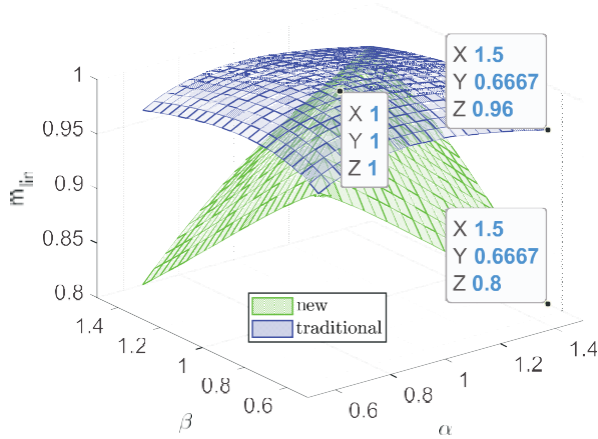 X 1.5
Y 0.6667
Z 0.96
1
X 1
Y 1
Z 1
0.95
0.9
m_lin
0.85
X 1.5
Y 0.6667
Z 0.8
0.8
new
traditional
1.4
1.2
1
0.8
0.6
β
0.6
0.8
1
1.2
1.4
α